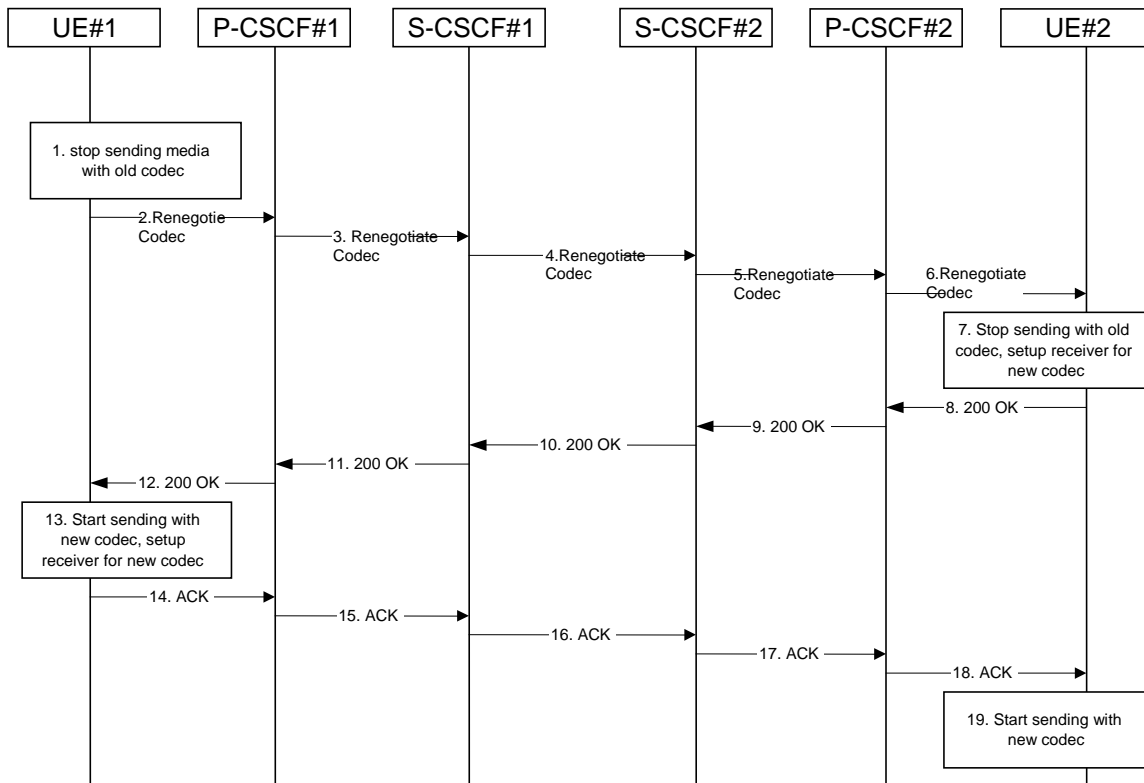 UE#1
P-CSCF#1
S-CSCF#1
S-CSCF#2
P-CSCF#2
UE#2
1. stop sending media
with old codec
2.Renegotie
Codec
3. Renegotiate
Codec
4.Renegotiate
Codec
5.Renegotiate
Codec
6.Renegotiate
Codec
7. Stop sending with old
codec, setup receiver for
new codec
8. 200 OK
9. 200 OK
10. 200 OK
11. 200 OK
12. 200 OK
13. Start sending with
new codec, setup
receiver for new codec
14. ACK
15. ACK
16. ACK
17. ACK
18. ACK
19. Start sending with
new codec